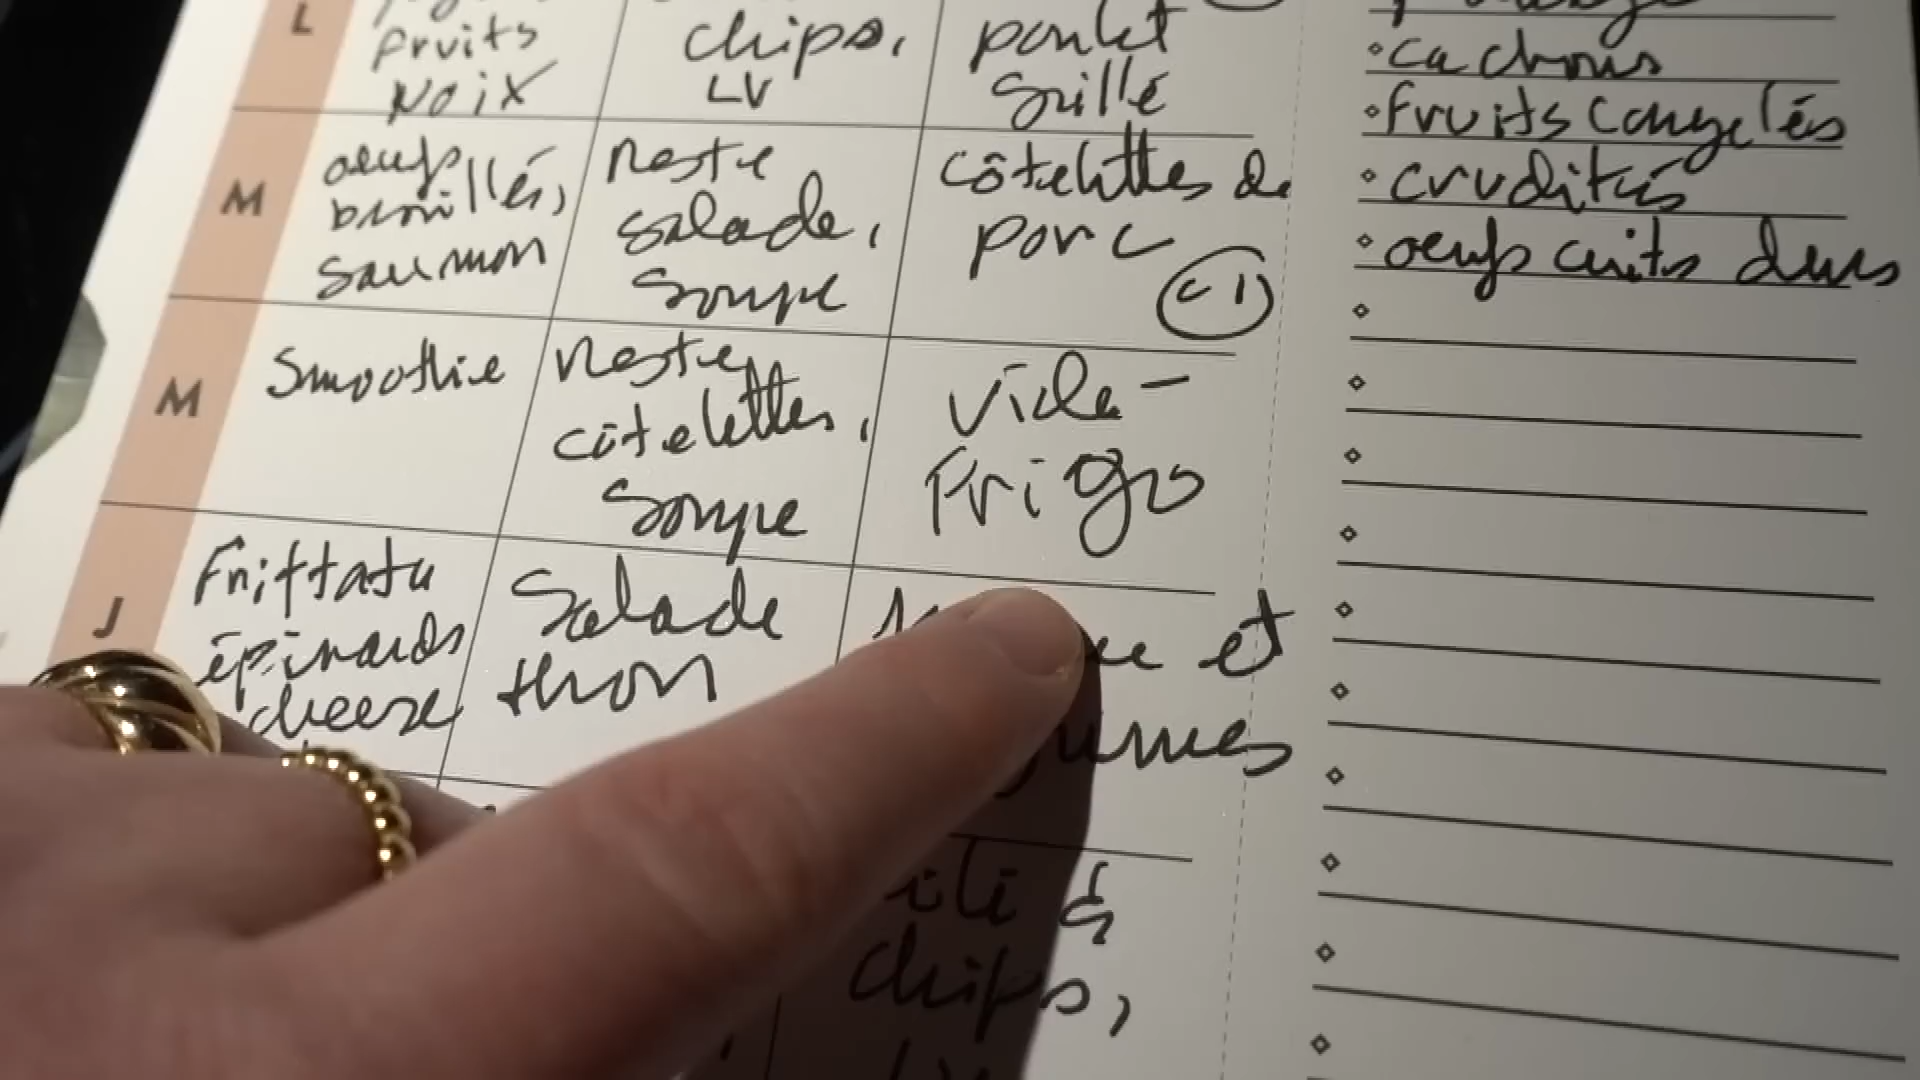 L
fruits
noix
chips,
LV
poulet
grillé
M
oeufs
brouillés,
saumon
Reste
salade,
soupe
côtelettes de
porc
M
Smoothie
Reste
côtelettes,
soupe
Vide-
Frigo
J
Frittata
épinards
cheese
Salade
thon
et
chips,
cachous
fruits congelés
crudités
oeufs cuits durs